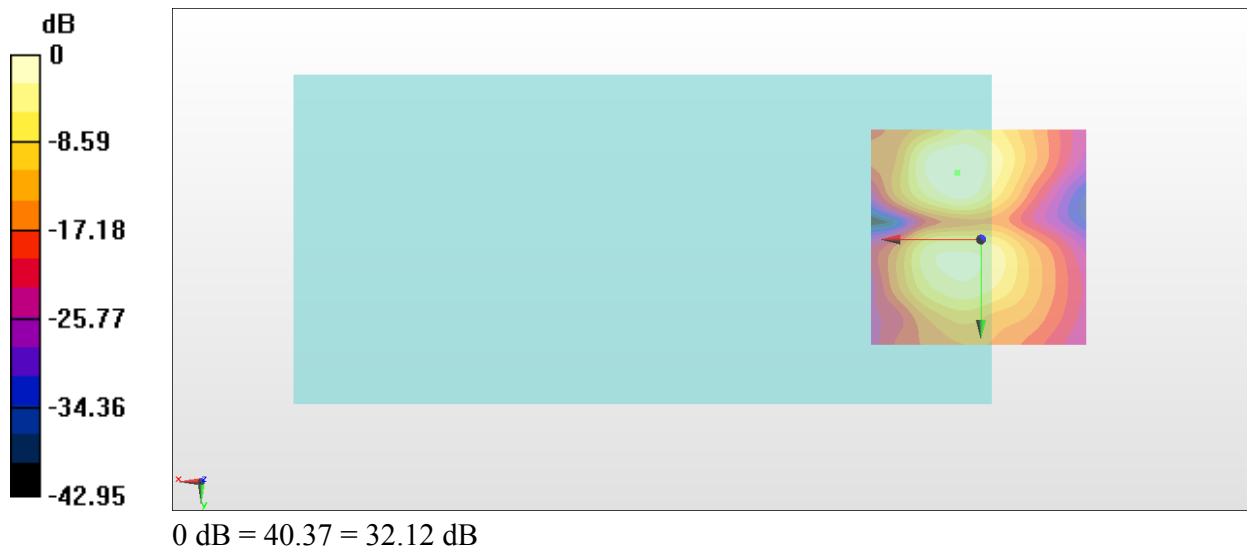 dB
0
-8.59
-17.18
-25.77
-34.36
-42.95
x
z
y
0 dB = 40.37 = 32.12 dB